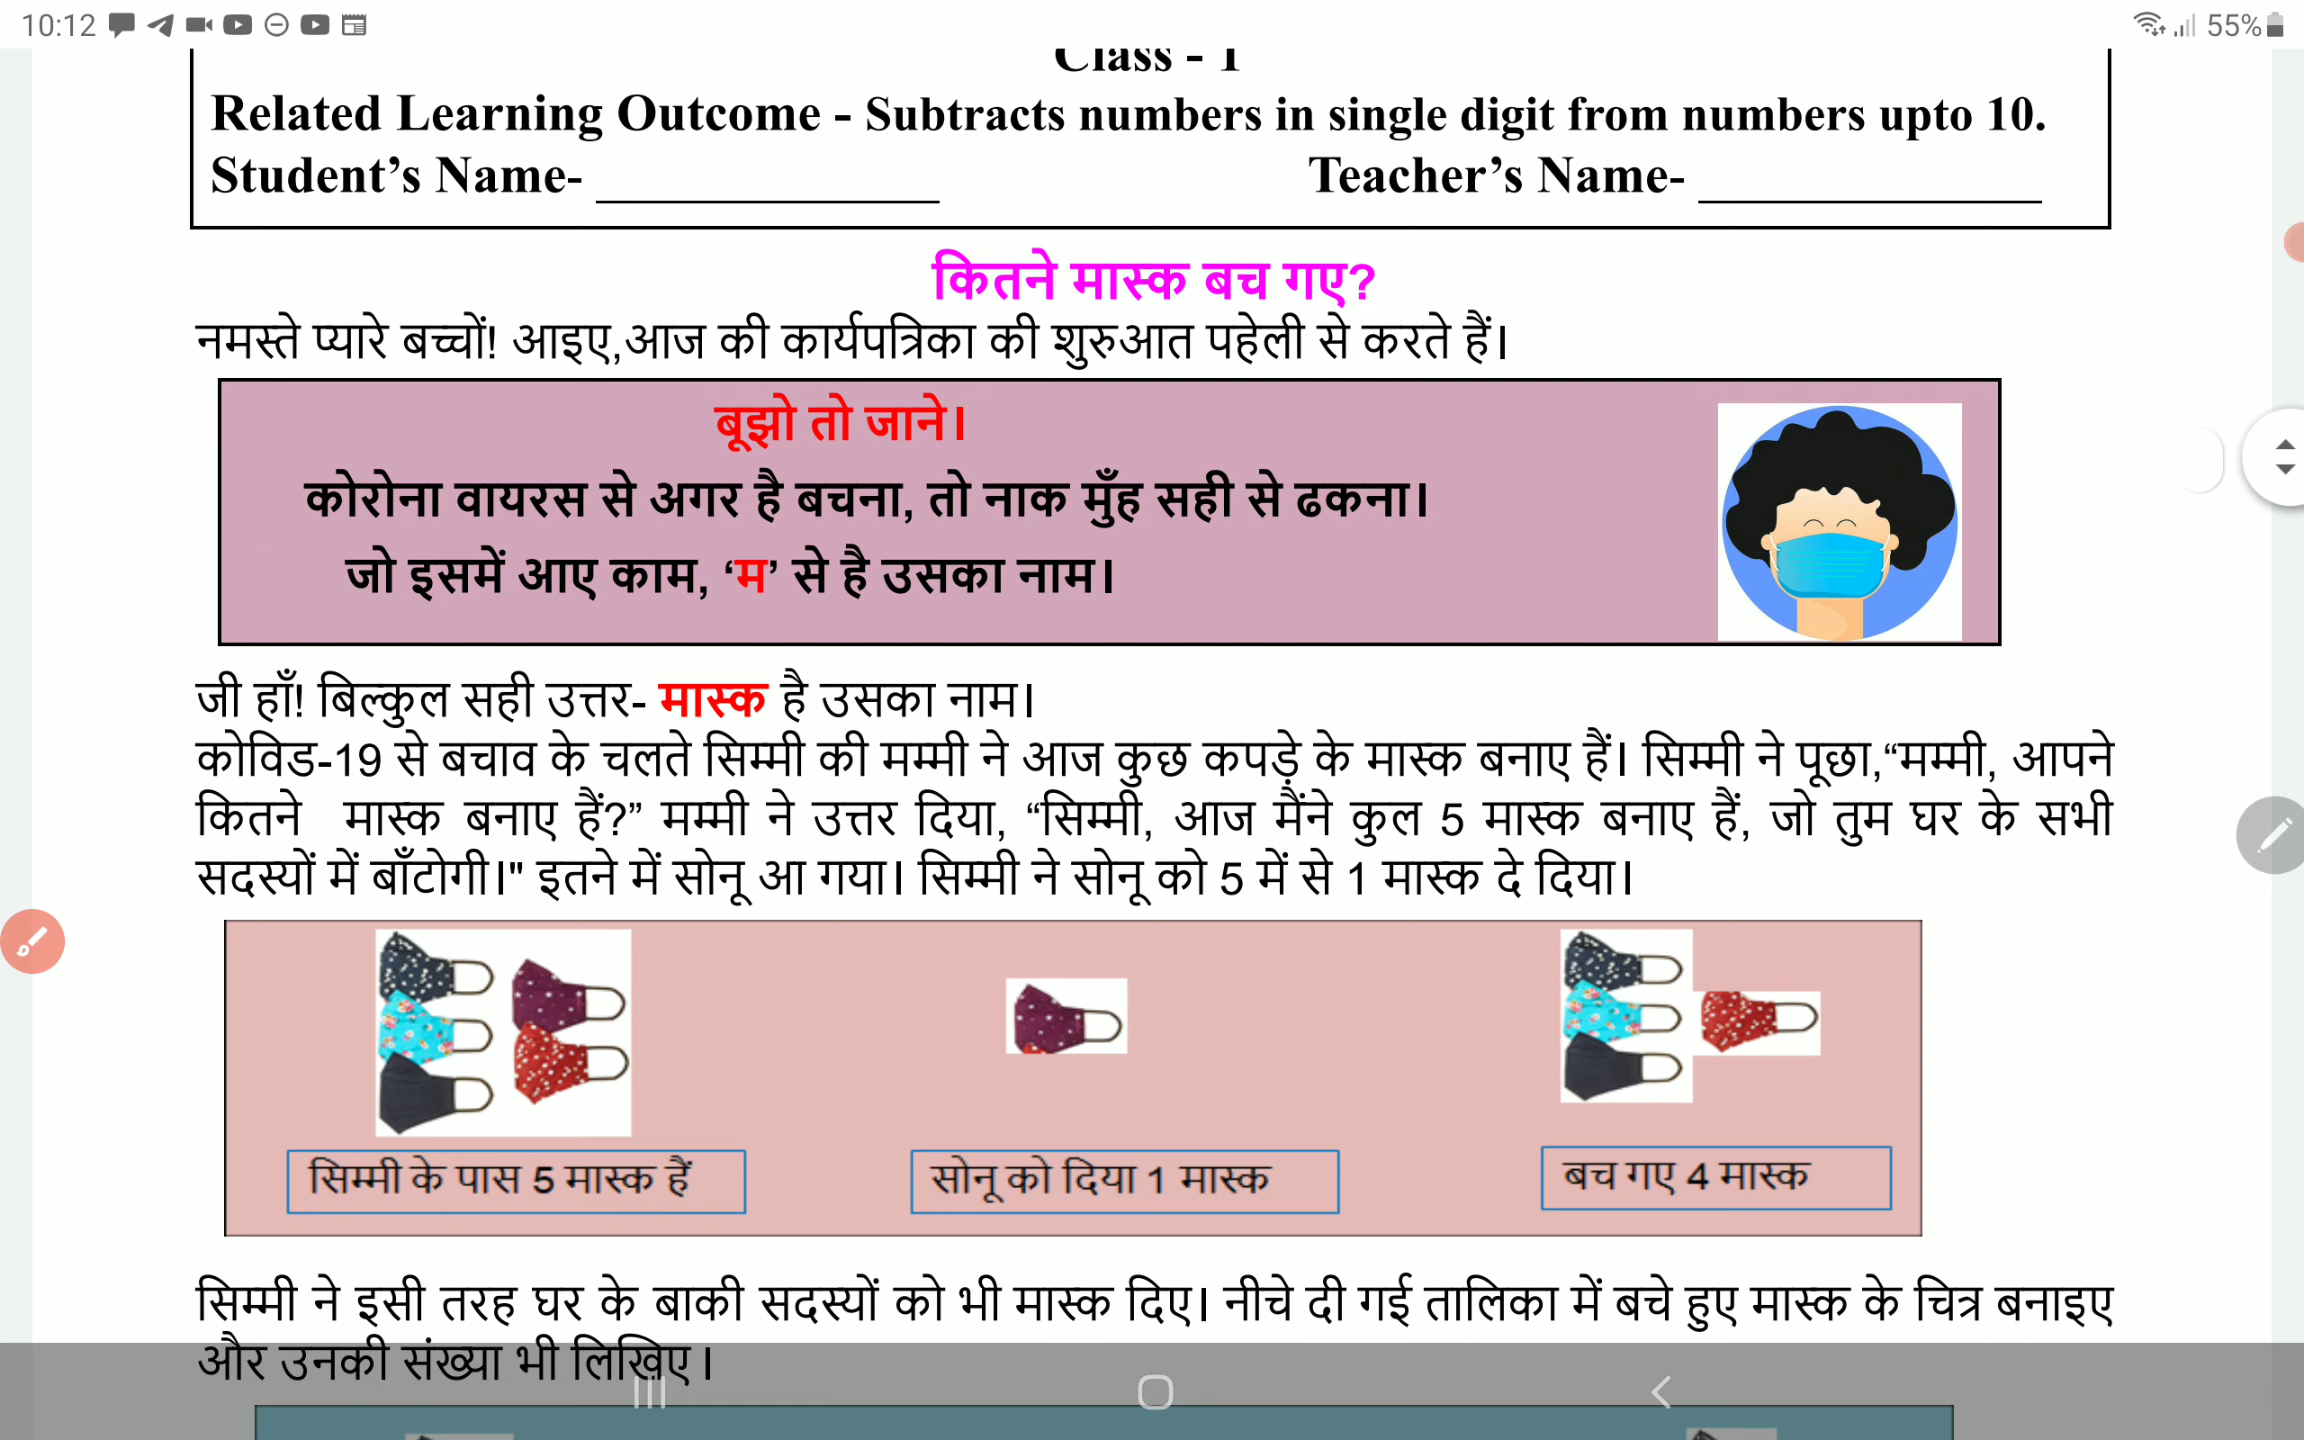 10:12
55%
Class - 1
Related Learning Outcome - Subtracts numbers in single digit from numbers upto 10.
Student’s Name- Teacher’s Name-
कितने मास्क बच गए?
नमस्ते प्यारे बच्चों! आइए,आज की कार्यपत्रिका की शुरुआत पहेली से करते हैं।
बूझो तो जाने।
कोरोना वायरस से अगर है बचना, तो नाक मुँह सही से ढकना।
जो इसमें आए काम, ‘म’ से है उसका नाम।
जी हाँ! बिल्कुल सही उत्तर- मास्क है उसका नाम।
कोविड-19 से बचाव के चलते सिम्मी की मम्मी ने आज कुछ कपड़े के मास्क बनाए हैं। सिम्मी ने पूछा,“मम्मी, आपने
कितने मास्क बनाए हैं?” मम्मी ने उत्तर दिया, “सिम्मी, आज मैंने कुल 5 मास्क बनाए हैं, जो तुम घर के सभी
सदस्यों में बाँटोगी।" इतने में सोनू आ गया। सिम्मी ने सोनू को 5 में से 1 मास्क दे दिया।
सिम्मी के पास 5 मास्क हैं
सोनू को दिया 1 मास्क
बच गए 4 मास्क
सिम्मी ने इसी तरह घर के बाकी सदस्यों को भी मास्क दिए। नीचे दी गई तालिका में बचे हुए मास्क के चित्र बनाइए
और उनकी संख्या भी लिखिए।